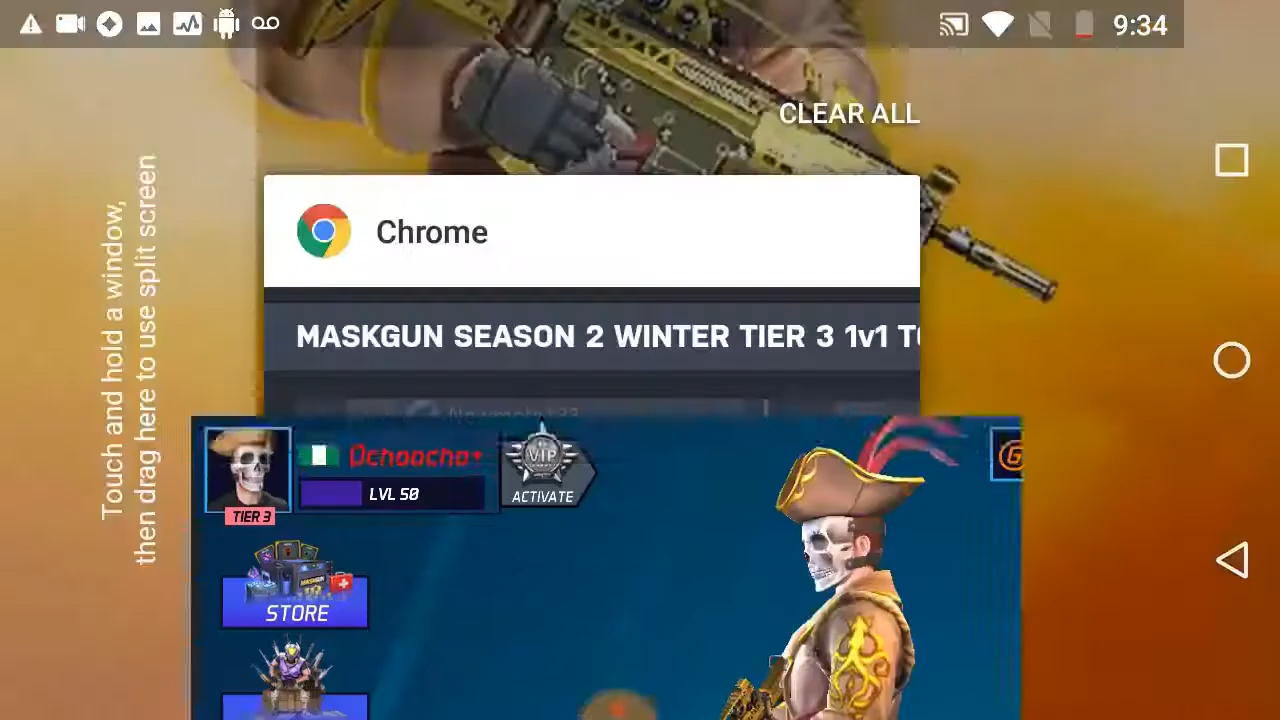 9:34
CLEAR ALL
Touch and hold a window,
then drag here to use split screen
Chrome
MASKGUN SEASON 2 WINTER TIER 3 1v1
Ochoocho+
LVL 50
VIP
ACTIVATE
TIER 3
MASKGUN
STORE